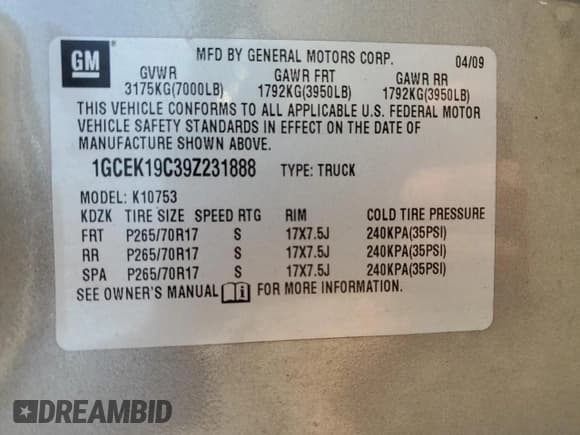 GM
MFD BY GENERAL MOTORS CORP. 04/09
GVWR GAWR FRT GAWR RR
3175KG(7000LB) 1792KG(3950LB) 1792KG(3950LB)
THIS VEHICLE CONFORMS TO ALL APPLICABLE U.S. FEDERAL MOTOR
VEHICLE SAFETY STANDARDS IN EFFECT ON THE DATE OF
MANUFACTURE SHOWN ABOVE.
1GCEK19C39Z231888 TYPE: TRUCK
MODEL: K10753
KDZK TIRE SIZE SPEED RTG RIM COLD TIRE PRESSURE
FRT P265/70R17 S 17X7.5J 240KPA(35PSI)
RR P265/70R17 S 17X7.5J 240KPA(35PSI)
SPA P265/70R17 S 17X7.5J 240KPA(35PSI)
SEE OWNER'S MANUAL i FOR MORE INFORMATION.
DREAMBID